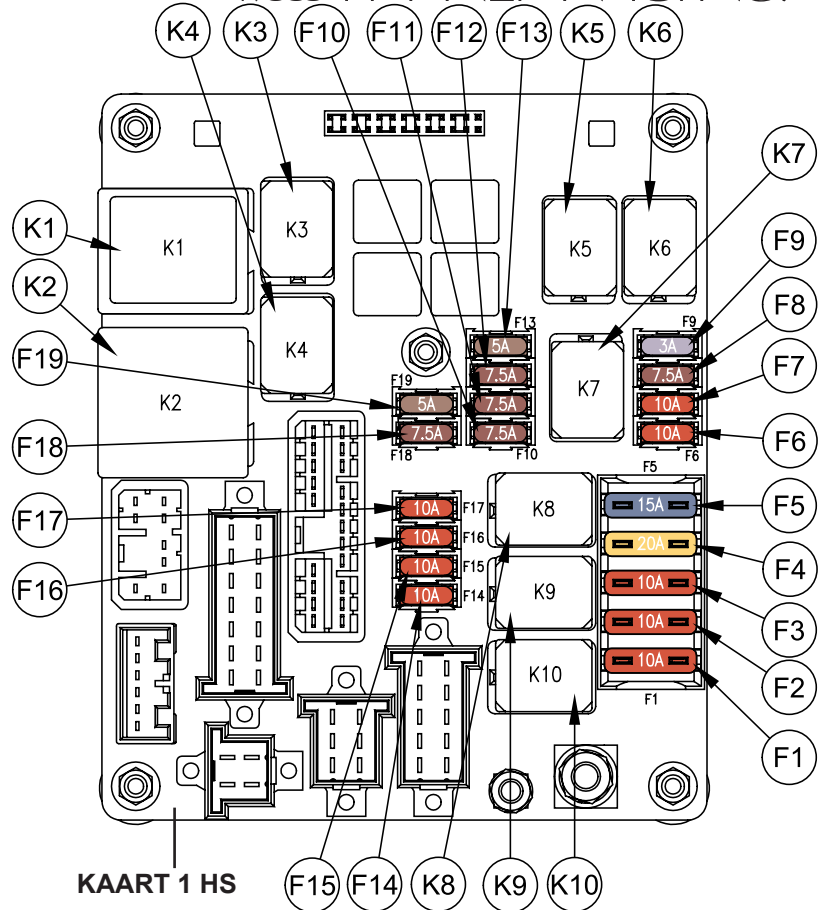 K4 K3 F10 F11 F12 F13 K5 K6
K7
K1
K2
F19
F18
F17
F16
F9
F8
F7
F6
F5
F4
F3
F2
F1
K1
K2
K3
K4
K5
K6
K7
F13
5A
7.5A
7.5A
7.5A
F10
F19
5A
7.5A
F18
F9
3A
7.5A
10A
10A
F6
10A F17
10A F16
10A F15
10A F14
K8
K9
K10
F5
15A
20A
10A
10A
10A
F1
KAART 1 HS
F15 F14 K8 K9 K10